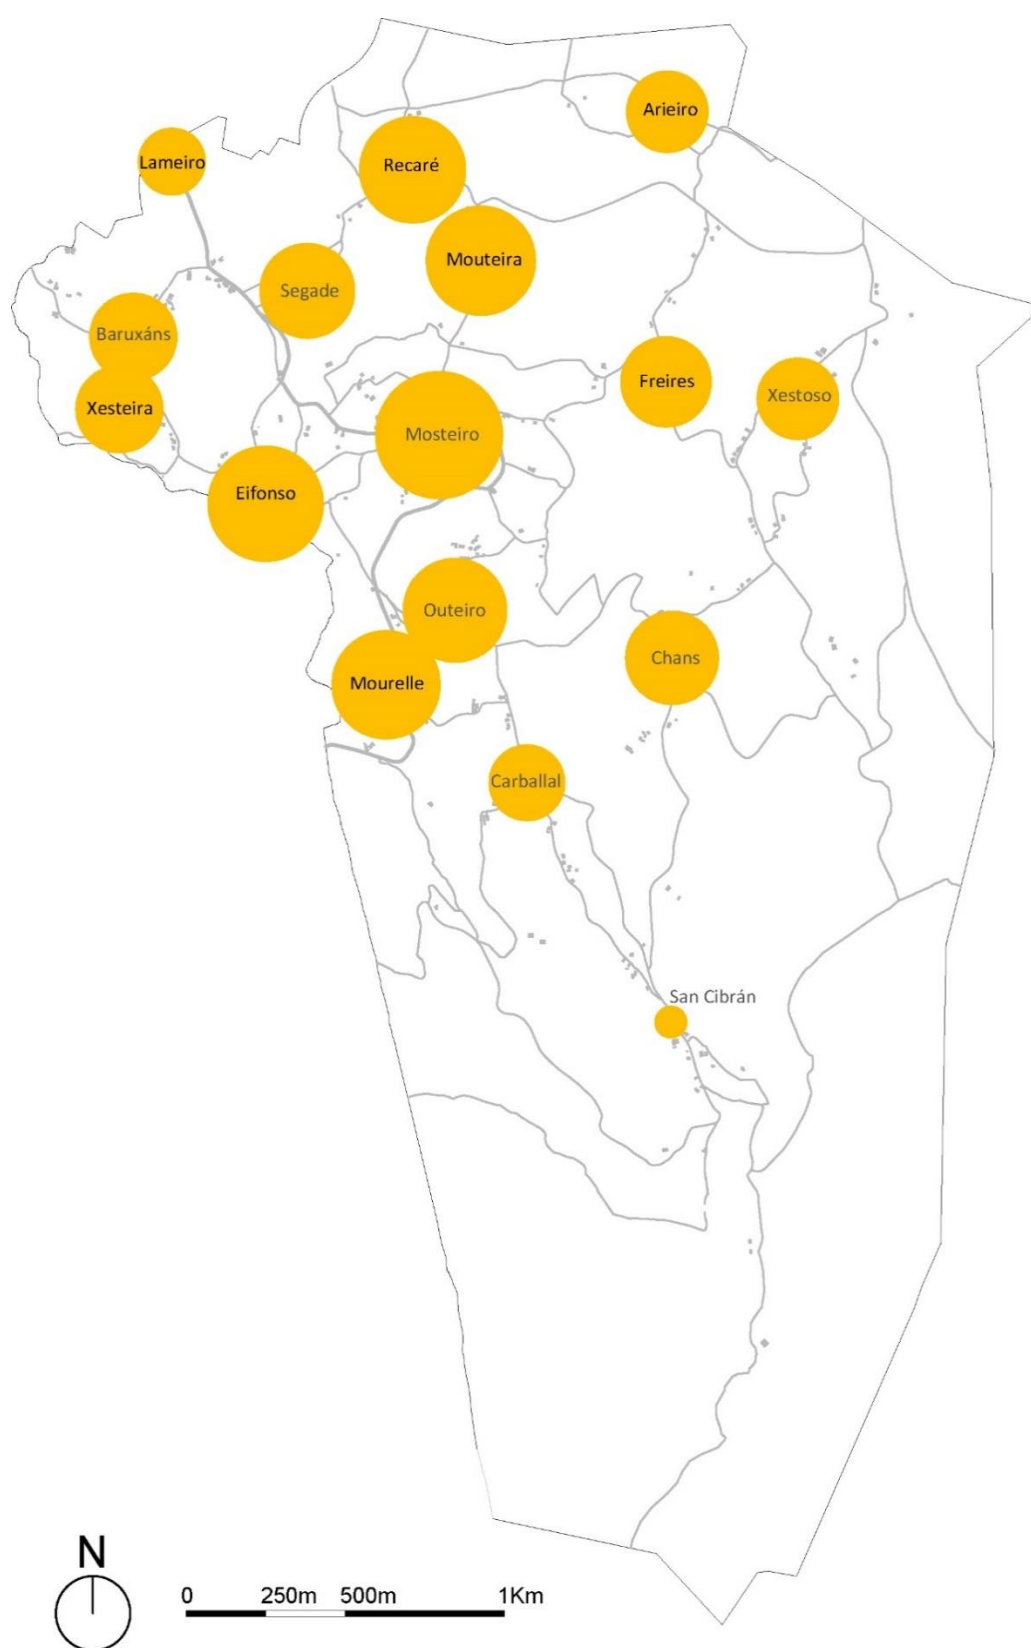 Arieiro
Lameiro
Recaré
Mouteira
Segade
Baruxáns
Xesteira
Freires
Xestoso
Mosteiro
Eifonso
Outeiro
Chans
Mourelle
Carballal
San Cibrán
N
0 250m 500m 1Km